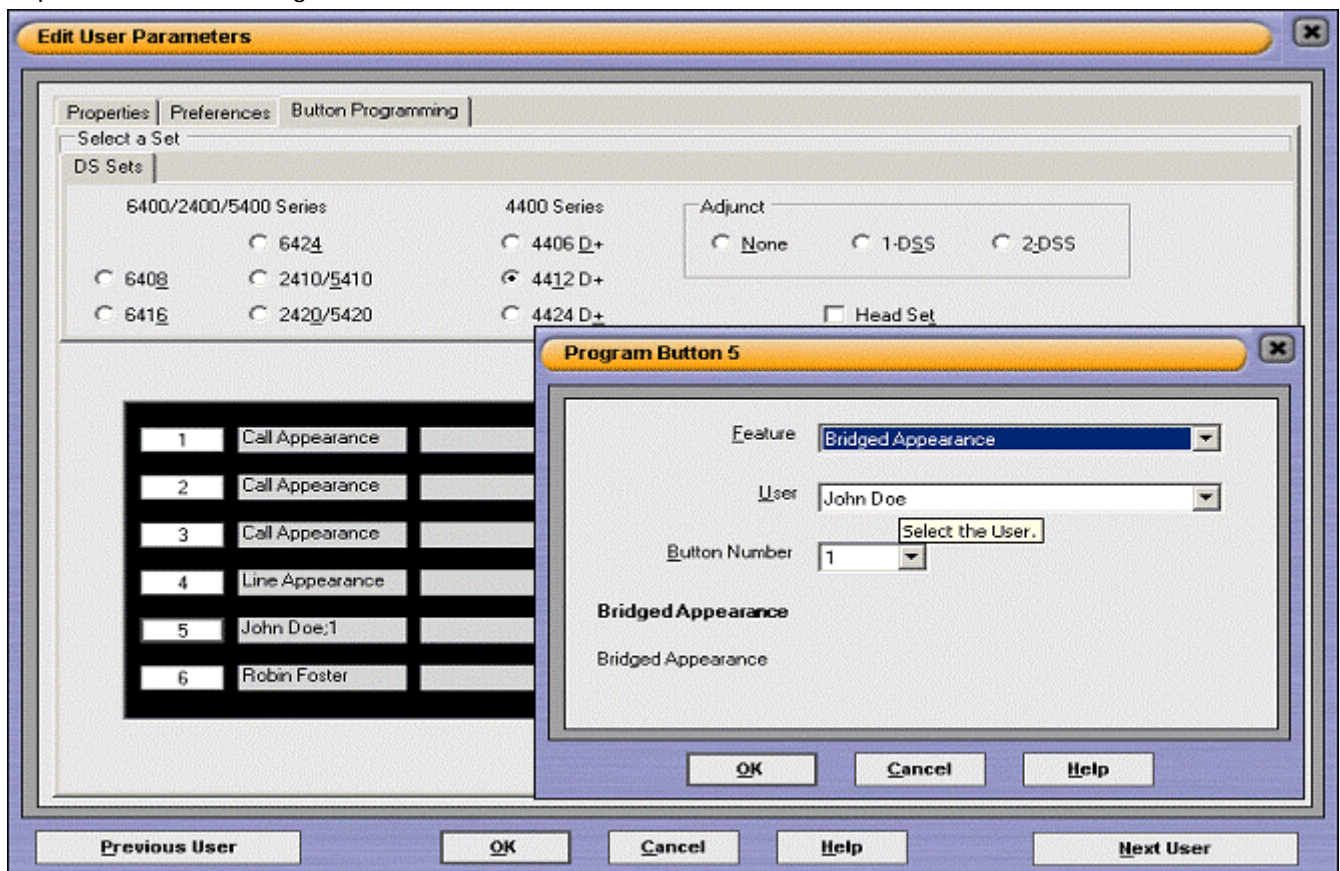 Edit User Parameters
Properties Preferences Button Programming
Select a Set
DS Sets
6400/2400/5400 Series 4400 Series Adjunct
6424 4406 D+ None 1-DSS 2-DSS
6408 2410/5410 4412 D+
6416 2420/5420 4424 D+ Head Set
Program Button 5
Feature Bridged Appearance
User John Doe
Select the User.
Button Number 1
Bridged Appearance
Bridged Appearance
OK Cancel Help
1 Call Appearance
2 Call Appearance
3 Call Appearance
4 Line Appearance
5 John Doe;1
6 Robin Foster
Previous User OK Cancel Help Next User